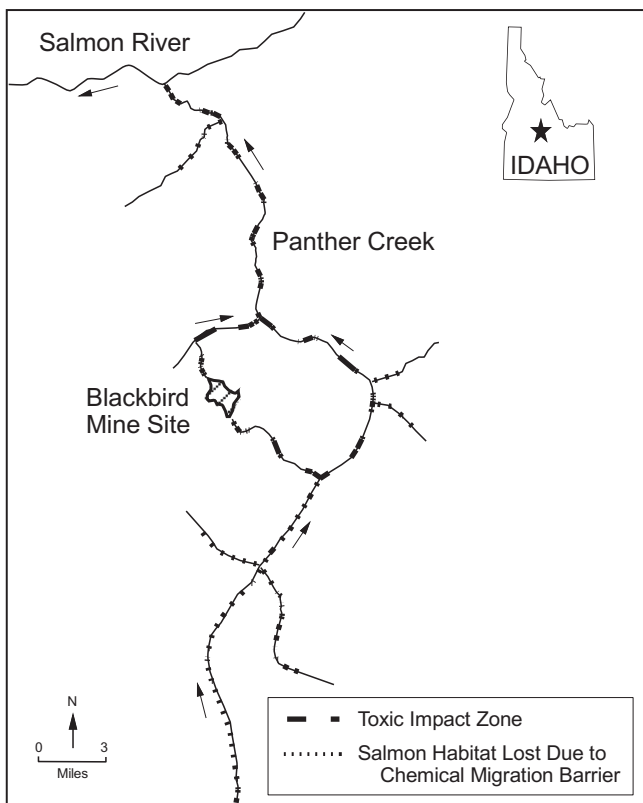 Salmon River
IDAHO
Panther Creek
Blackbird
Mine Site
N
0 3
Miles
Toxic Impact Zone
Salmon Habitat Lost Due to
Chemical Migration Barrier